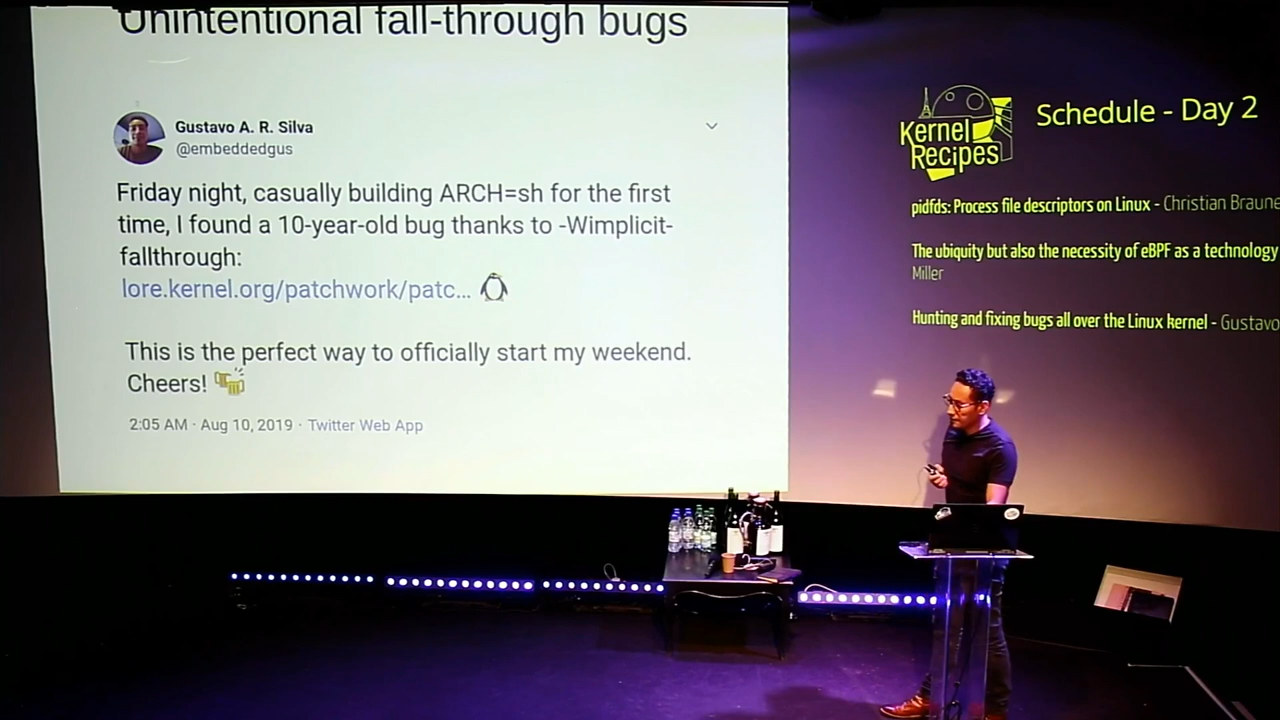 Unintentional fall-through bugs
Gustavo A. R. Silva
@embeddedgus
Friday night, casually building ARCH=sh for the first
time, I found a 10-year-old bug thanks to -Wimplicit-
fallthrough:
lore.kernel.org/patchwork/patc...
This is the perfect way to officially start my weekend.
Cheers!
2:05 AM · Aug 10, 2019 · Twitter Web App
Kernel
Recipes
Schedule - Day 2
pidfds: Process file descriptors on Linux - Christian Braune
The ubiquity but also the necessity of eBPF as a technology
Miller
Hunting and fixing bugs all over the Linux kernel - Gustavo